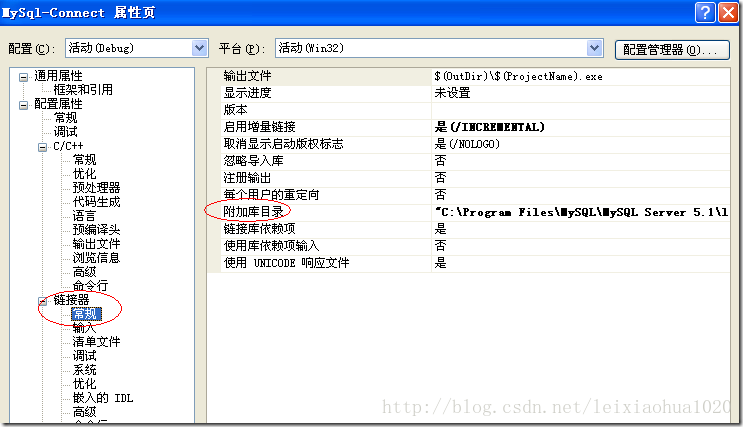 MySql-Connect 属性页
配置(C): 活动(Debug) 平台(P): 活动(Win32) 配置管理器(O)...
通用属性
框架和引用
配置属性
常规
调试
C/C++
常规
优化
预处理器
代码生成
语言
预编译头
输出文件
浏览信息
高级
命令行
链接器
常规
输入
清单文件
调试
系统
优化
嵌入的 IDL
高级
输出文件 $(OutDir)\$(ProjectName).exe
显示进度 未设置
版本
启用增量链接 是(/INCREMENTAL)
取消显示启动版权标志 是(/NOLOGO)
忽略导入库 否
注册输出 否
每个用户的重定向 否
附加库目录 "C:\Program Files\MySQL\MySQL Server 5.1\l
链接库依赖项 是
使用库依赖项输入 否
使用 UNICODE 响应文件 是
http://blog.csdn.net/leixiaohua1020